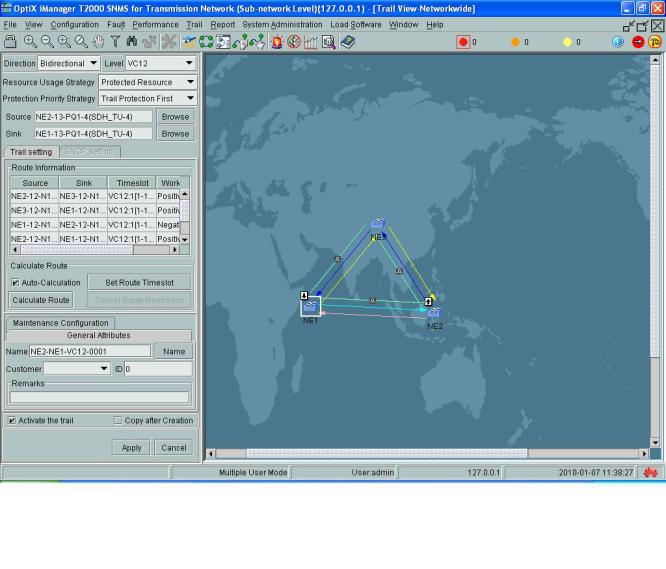 OptiX iManager T2000 SNMS for Transmission Network (Sub-network Level)(127.0.0.1) - [Trail View-Networkwide]
File View Configuration Fault Performance Trail Report System Administration Load Software Window Help
0 0 0
Direction Bidirectional Level VC12
Resource Usage Strategy Protected Resource
Protection Priority Strategy Trail Protection First
Source NE2-13-PQ1-4(SDH_TU-4) Browse
Sink NE1-13-PQ1-4(SDH_TU-4) Browse
Trail setting SNCP Setting
Route Information
Source Sink Timeslot Work
NE2-12-N1... NE3-12-N1... VC12:1[1-1... Positiv
NE3-12-N1... NE1-12-N1... VC12:1[1-1... Positiv
NE1-12-N1... NE2-12-N1... VC12:1[1-1... Negat
NE2-12-N1... NE1-12-N1... VC12:1[1-1... Positiv
Calculate Route
Auto-Calculation Set Route Timeslot
Calculate Route Cancel Route Restriction
Maintenance Configuration
General Attributes
Name NE2-NE1-VC12-0001 Name
Customer ID 0
Remarks
Activate the trail Copy after Creation
Apply Cancel
NE3
NE1
NE2
Multiple User Mode User:admin 127.0.0.1 2010-01-07 11:38:27